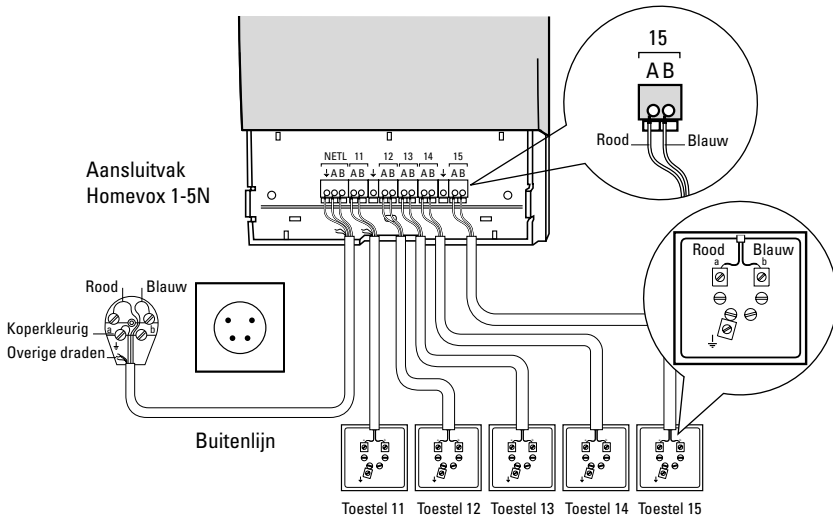 15
A B
Rood Blauw
NETL 11 12 13 14 15
A B A B A B A B A B A B
Aansluitvak
Homevox 1-5N
Rood Blauw
a b
Rood Blauw
Koperkleurig a b
Overige draden
Buitenlijn
Toestel 11 Toestel 12 Toestel 13 Toestel 14 Toestel 15